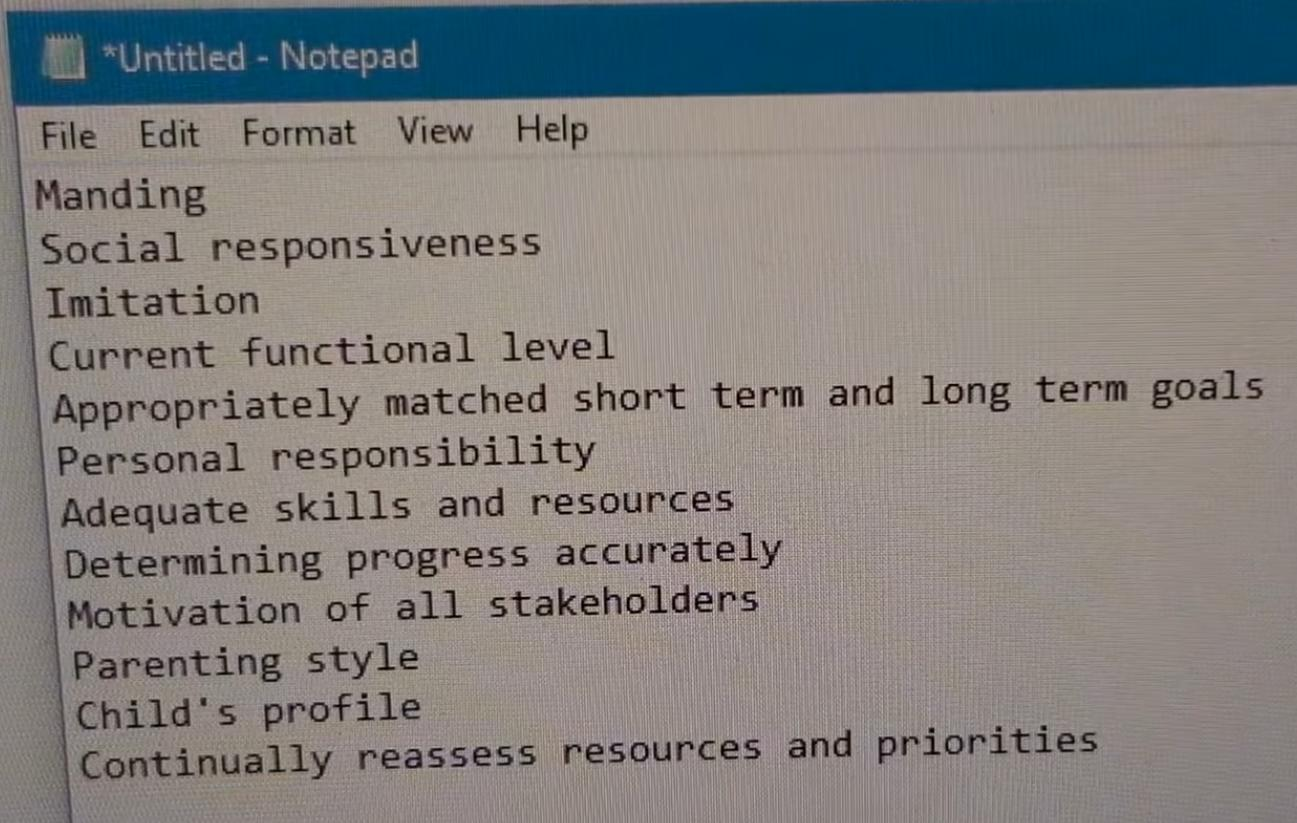 *Untitled - Notepad
File Edit Format View Help
Manding
Social responsiveness
Imitation
Current functional level
Appropriately matched short term and long term goals
Personal responsibility
Adequate skills and resources
Determining progress accurately
Motivation of all stakeholders
Parenting style
Child's profile
Continually reassess resources and priorities